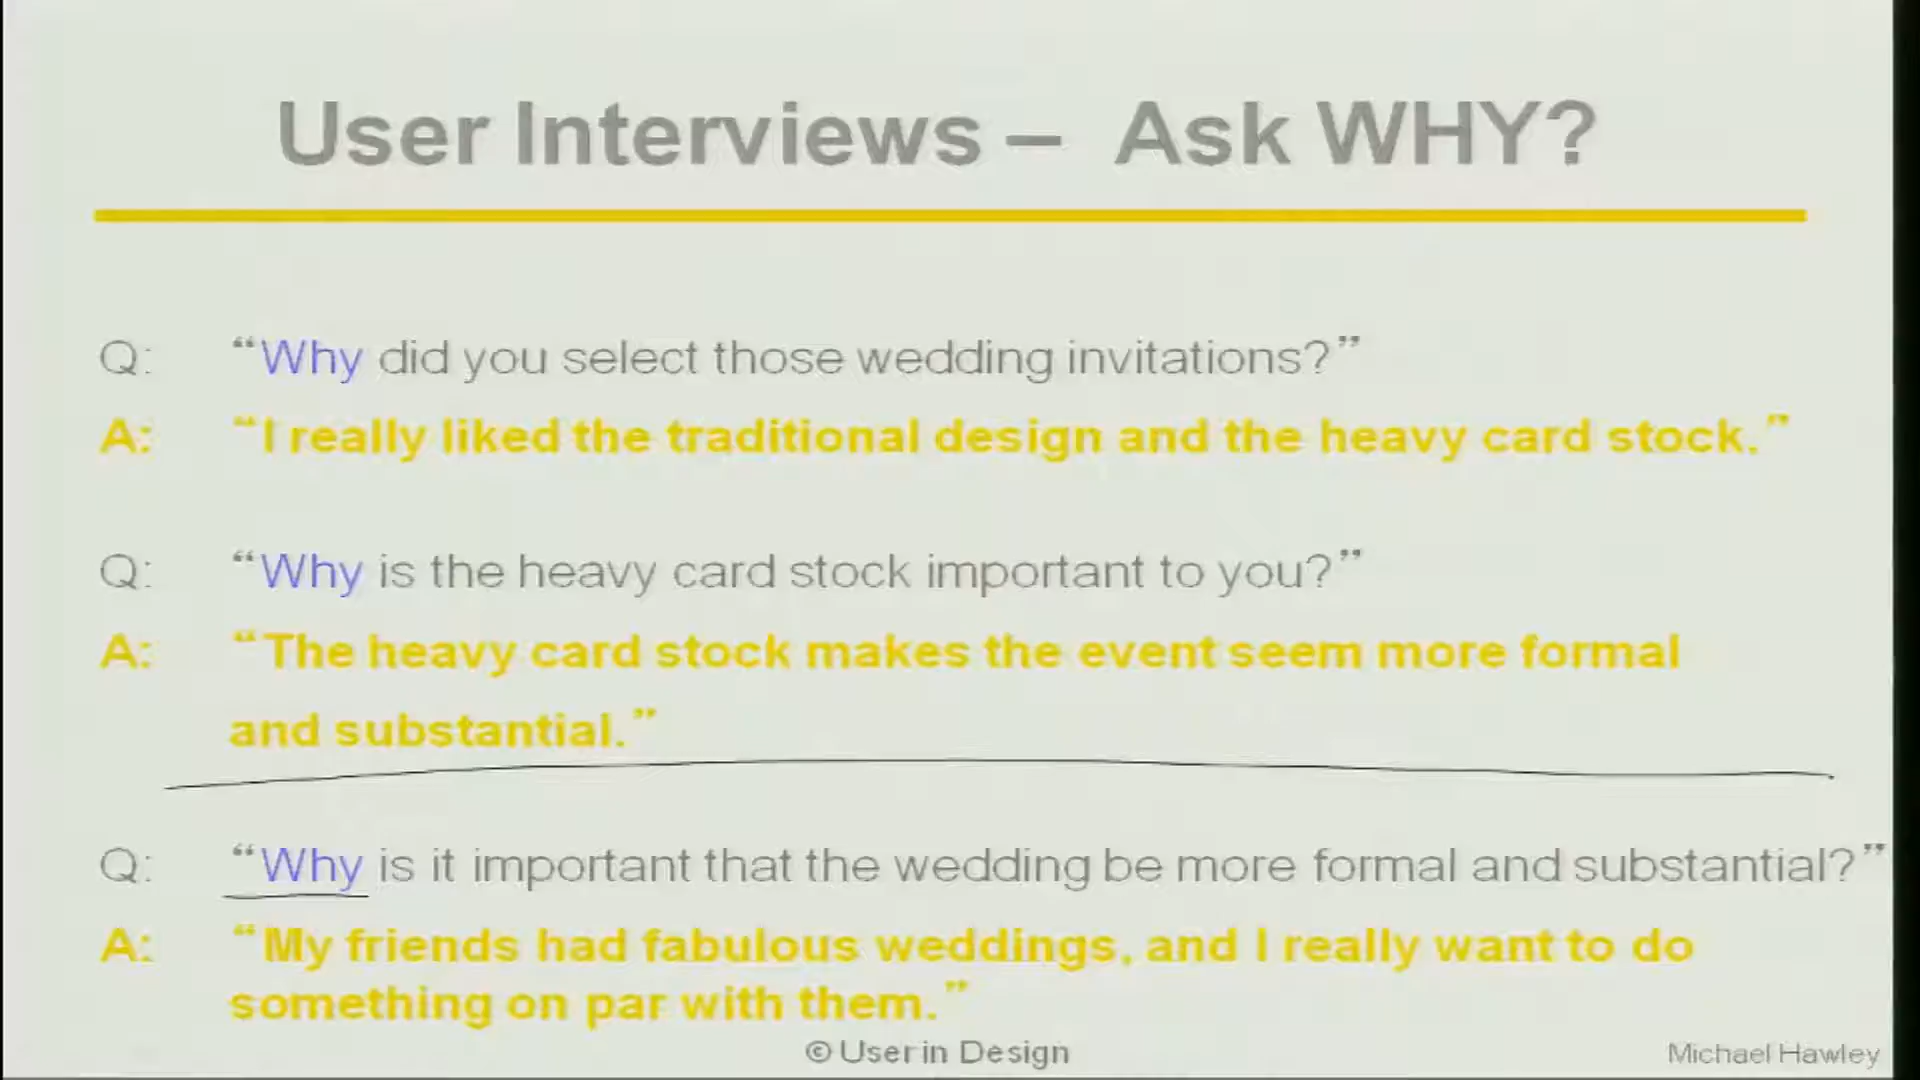 User Interviews – Ask WHY?
Q: “Why did you select those wedding invitations?”
A: “I really liked the traditional design and the heavy card stock.”
Q: “Why is the heavy card stock important to you?”
A: “The heavy card stock makes the event seem more formal
and substantial.”
Q: “Why is it important that the wedding be more formal and substantial?”
A: “My friends had fabulous weddings, and I really want to do
something on par with them.”
© User in Design
Michael Hawley